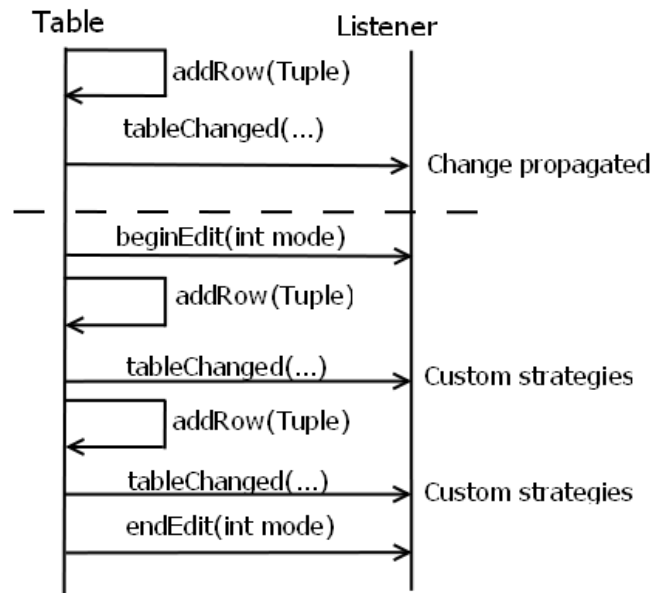 Table
Listener
addRow(Tuple)
tableChanged(...)
Change propagated
beginEdit(int mode)
addRow(Tuple)
tableChanged(...)
Custom strategies
addRow(Tuple)
tableChanged(...)
Custom strategies
endEdit(int mode)